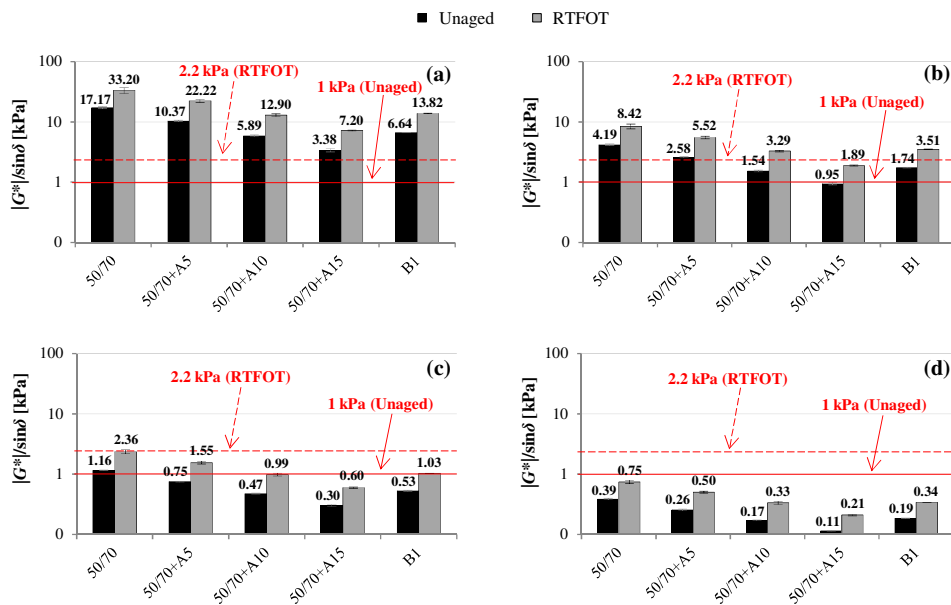 Unaged RTFOT
|G*|/sinδ [kPa]
100
10
1
0
2.2 kPa (RTFOT)
1 kPa (Unaged)
(a)
17.17 33.20 10.37 22.22 5.89 12.90 3.38 7.20 6.64 13.82
50/70 50/70+A5 50/70+A10 50/70+A15 B1
|G*|/sinδ [kPa]
100
10
1
0
2.2 kPa (RTFOT)
1 kPa (Unaged)
(b)
4.19 8.42 2.58 5.52 1.54 3.29 0.95 1.89 1.74 3.51
50/70 50/70+A5 50/70+A10 50/70+A15 B1
|G*|/sinδ [kPa]
100
10
1
0
2.2 kPa (RTFOT)
1 kPa (Unaged)
(c)
1.16 2.36 0.75 1.55 0.47 0.99 0.30 0.60 0.53 1.03
50/70 50/70+A5 50/70+A10 50/70+A15 B1
|G*|/sinδ [kPa]
100
10
1
0
2.2 kPa (RTFOT)
1 kPa (Unaged)
(d)
0.39 0.75 0.26 0.50 0.17 0.33 0.11 0.21 0.19 0.34
50/70 50/70+A5 50/70+A10 50/70+A15 B1